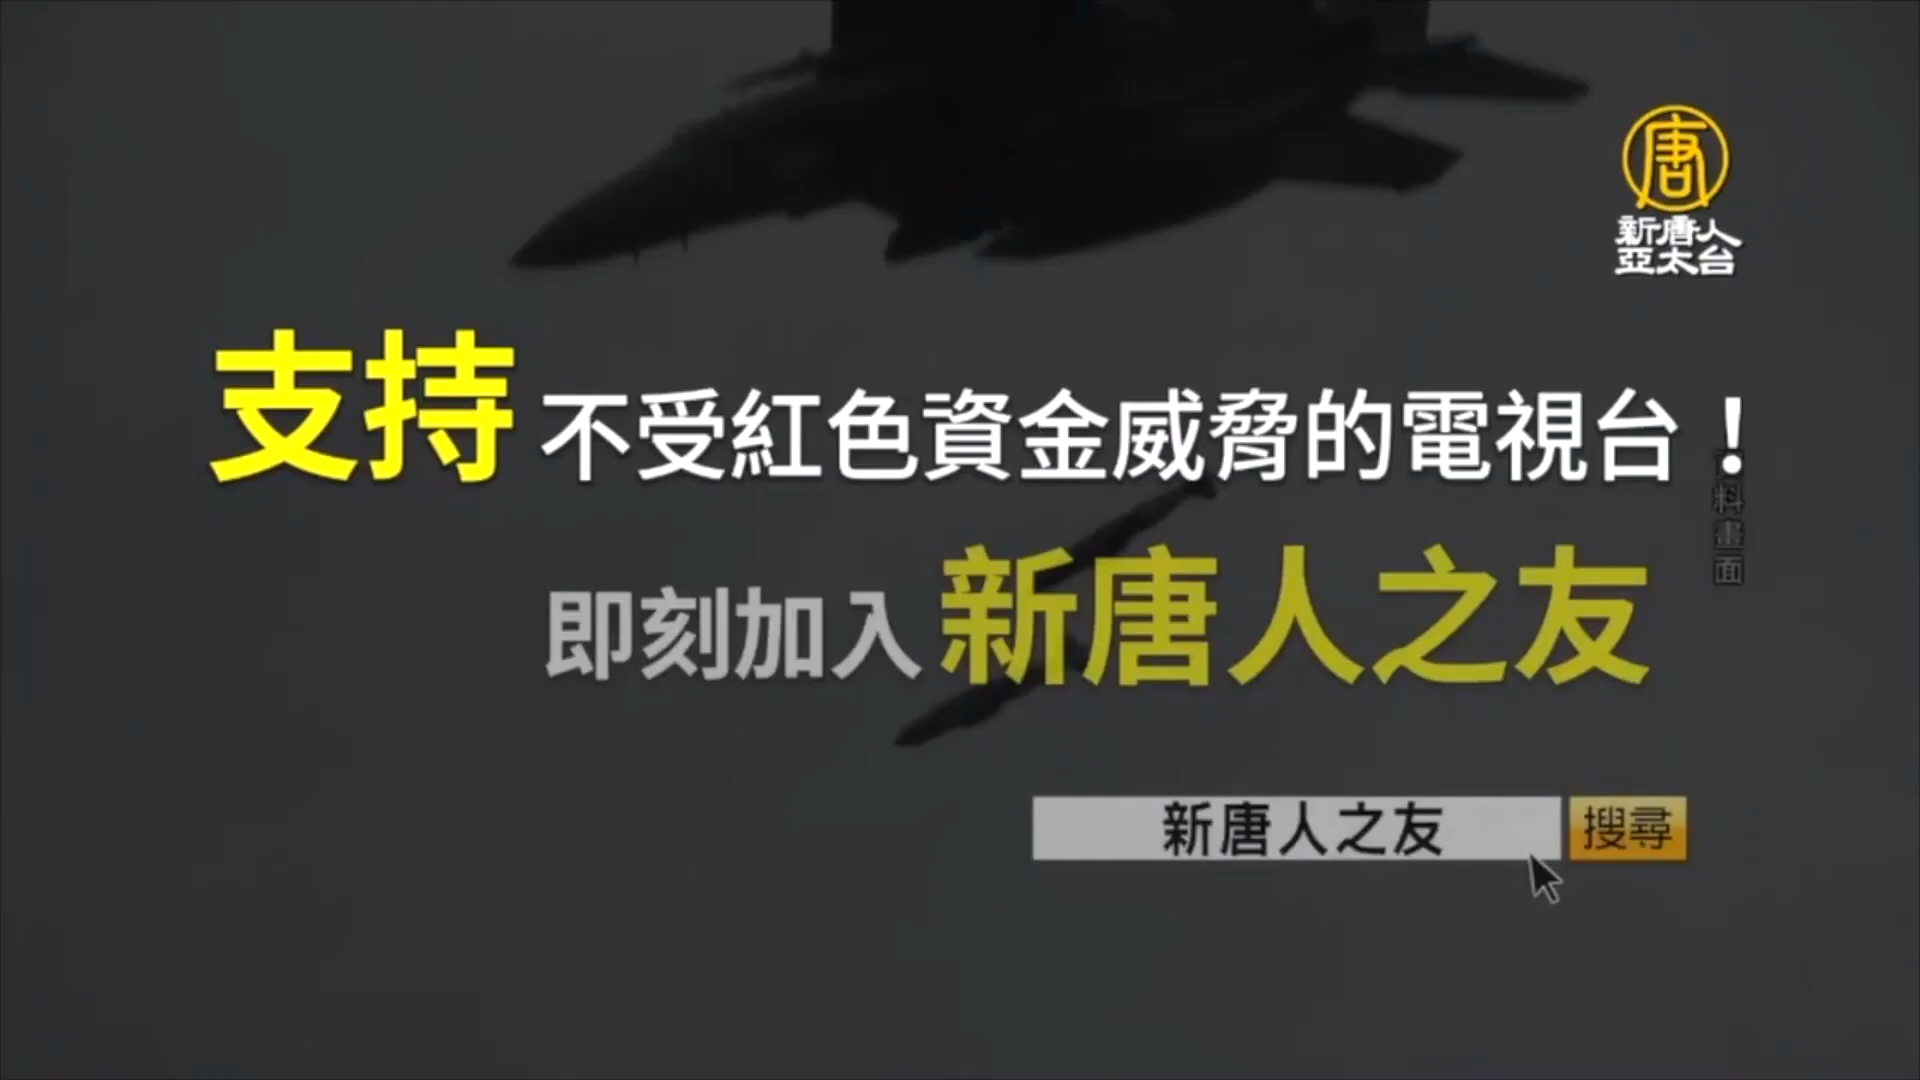 唐
新唐人
亞太台
支持 不受紅色資金威脅的電視台！
料畫面
即刻加入 新唐人之友
新唐人之友 搜尋